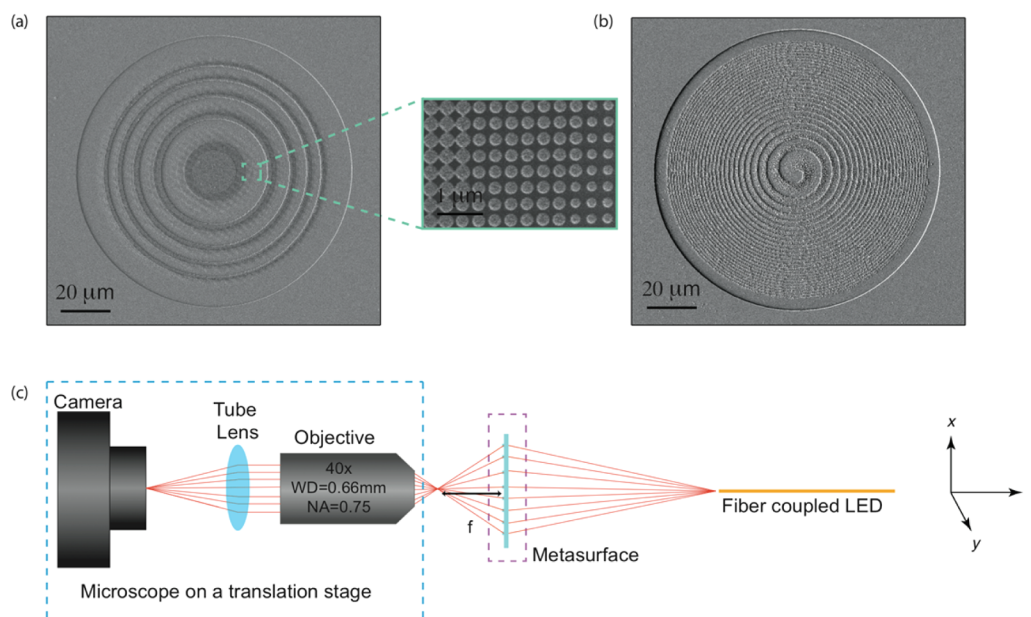 (a)
(b)
1 μm
20 μm
20 μm
(c)
Camera
Tube
Lens
Objective
40x
WD=0.66mm
NA=0.75
f
Metasurface
Fiber coupled LED
x
y
Microscope on a translation stage